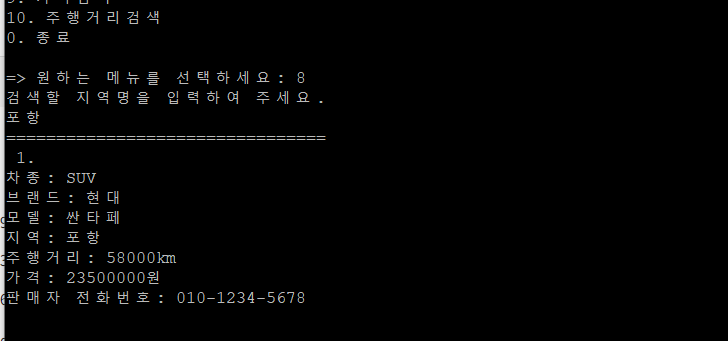 10. 주행거리검색
0. 종료
=> 원하는 메뉴를 선택하세요: 8
검색할 지역명을 입력하여 주세요.
포항
================================
1.
차종: SUV
브랜드: 현대
모델: 싼타페
지역: 포항
주행거리: 58000km
가격: 23500000원
판매자 전화번호: 010-1234-5678